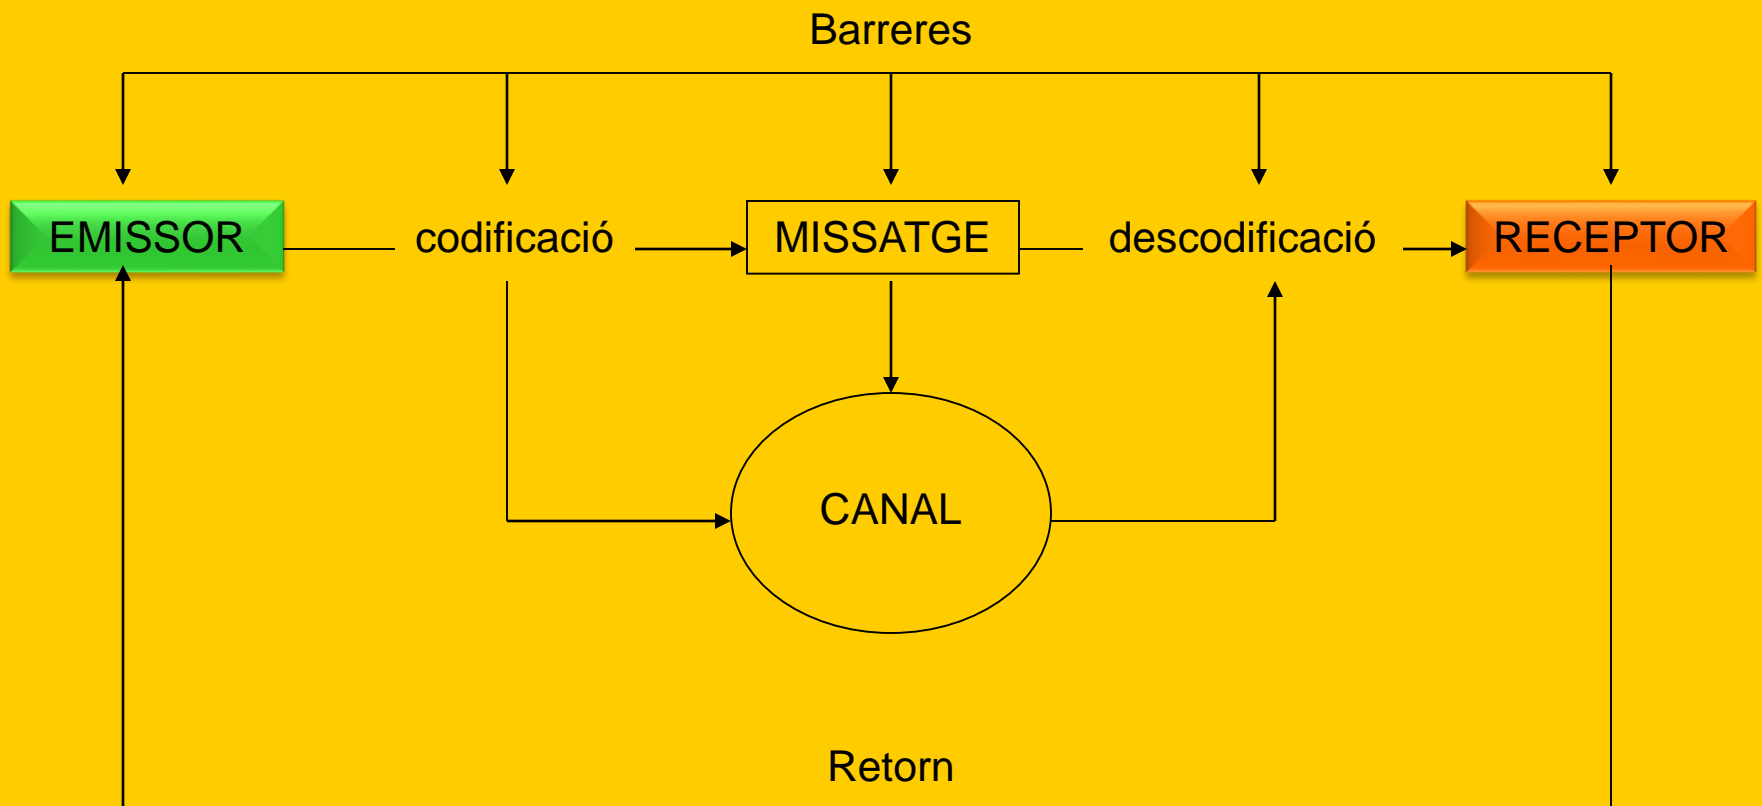 Barreres
EMISSOR codificació MISSATGE descodificació RECEPTOR
CANAL
Retorn